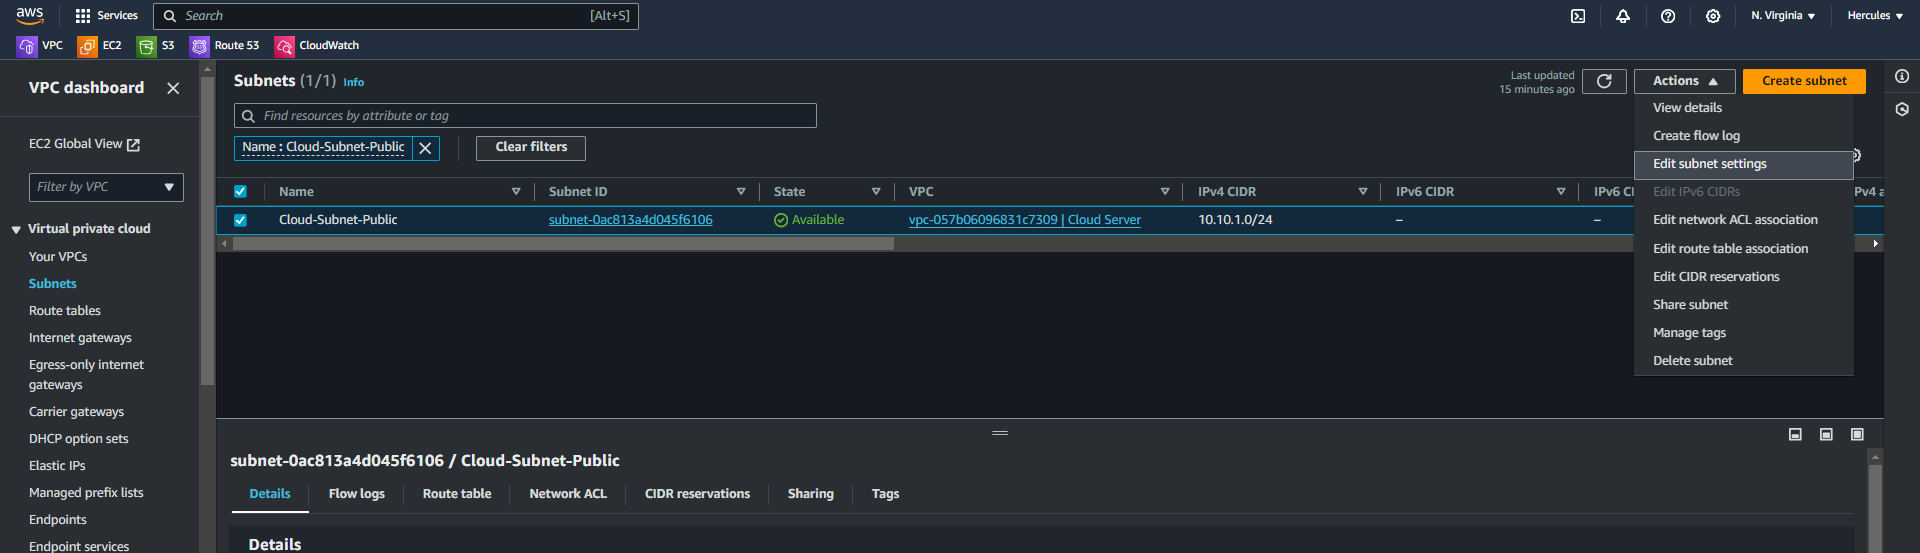 aws
Services
Search
[Alt+S]
N. Virginia
Hercules
VPC
EC2
S3
Route 53
CloudWatch
VPC dashboard
EC2 Global View
Filter by VPC
Virtual private cloud
Your VPCs
Subnets
Route tables
Internet gateways
Egress-only internet
gateways
Carrier gateways
DHCP option sets
Elastic IPs
Managed prefix lists
Endpoints
Endpoint services
Subnets (1/1) Info
Last updated
15 minutes ago
Actions
Create subnet
Find resources by attribute or tag
Name : Cloud-Subnet-Public
Clear filters
View details
Create flow log
Edit subnet settings
Edit IPv6 CIDRs
Edit network ACL association
Edit route table association
Edit CIDR reservations
Share subnet
Manage tags
Delete subnet
Name
Subnet ID
State
VPC
IPv4 CIDR
IPv6 CIDR
IPv6 CI
Pv4 a
Cloud-Subnet-Public
subnet-0ac813a4d045f6106
Available
vpc-057b06096831c7309 | Cloud Server
10.10.1.0/24
–
–
subnet-0ac813a4d045f6106 / Cloud-Subnet-Public
Details
Flow logs
Route table
Network ACL
CIDR reservations
Sharing
Tags
Details